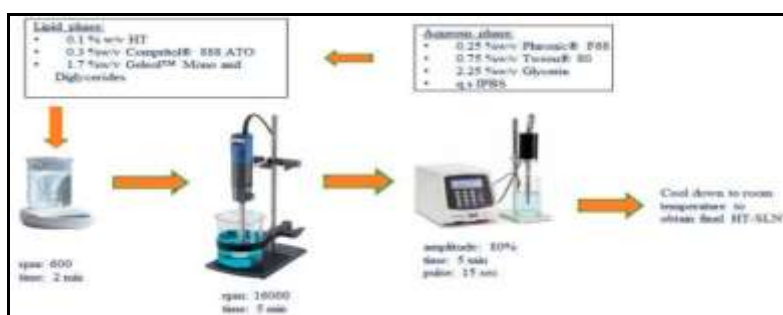 Lipid phase:
• 0.1 % w/v HT
• 0.3 %w/v Compritol® 888 ATO
• 1.7 %w/v Geleol™ Mono and
Diglycerides
Aqueous phase:
• 0.25 %w/v Pluronic® F68
• 0.75 %w/v Tween® 80
• 2.25 %w/v Glycerin
• q.s IPBS
rpm: 600
time: 2 min
rpm: 16000
time: 5 min
amplitude: 80%
time: 5 min
pulse: 15 sec
Cool down to room
temperature to
obtain final HT-SLN